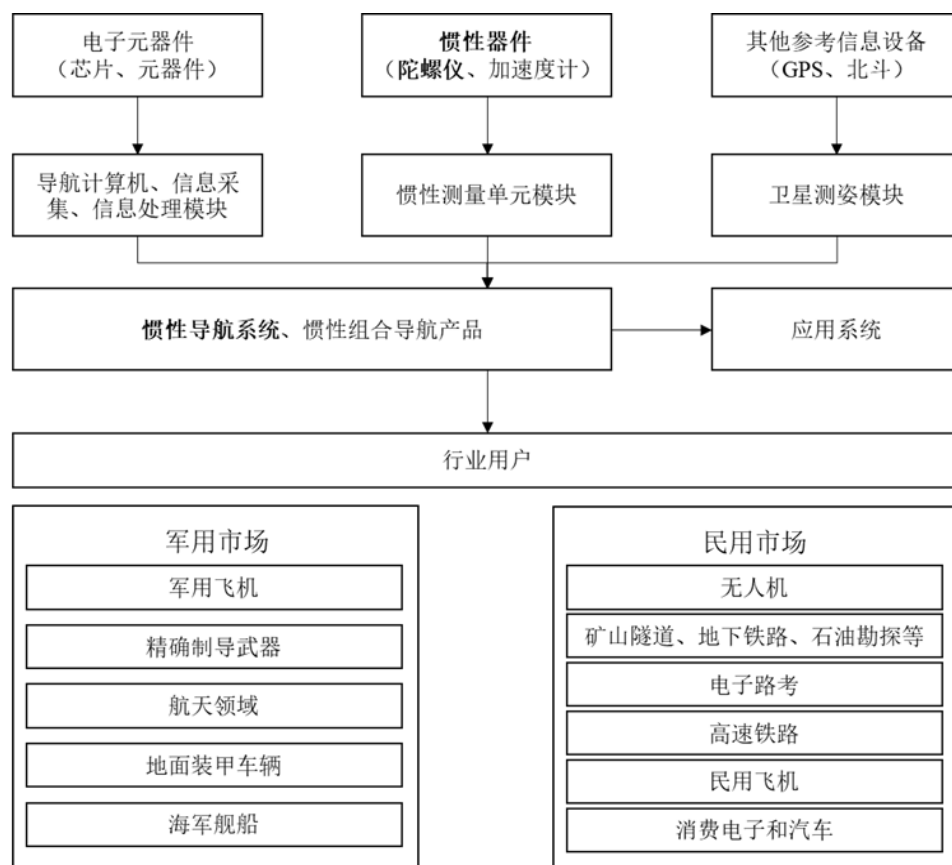 电子元器件
（芯片、元器件）
惯性器件
（陀螺仪、加速度计）
其他参考信息设备
（GPS、北斗）
导航计算机、信息采
集、信息处理模块
惯性测量单元模块
卫星测姿模块
惯性导航系统、惯性组合导航产品
应用系统
行业用户
军用市场
军用飞机
精确制导武器
航天领域
地面装甲车辆
海军舰船
民用市场
无人机
矿山隧道、地下铁路、石油勘探等
电子路考
高速铁路
民用飞机
消费电子和汽车